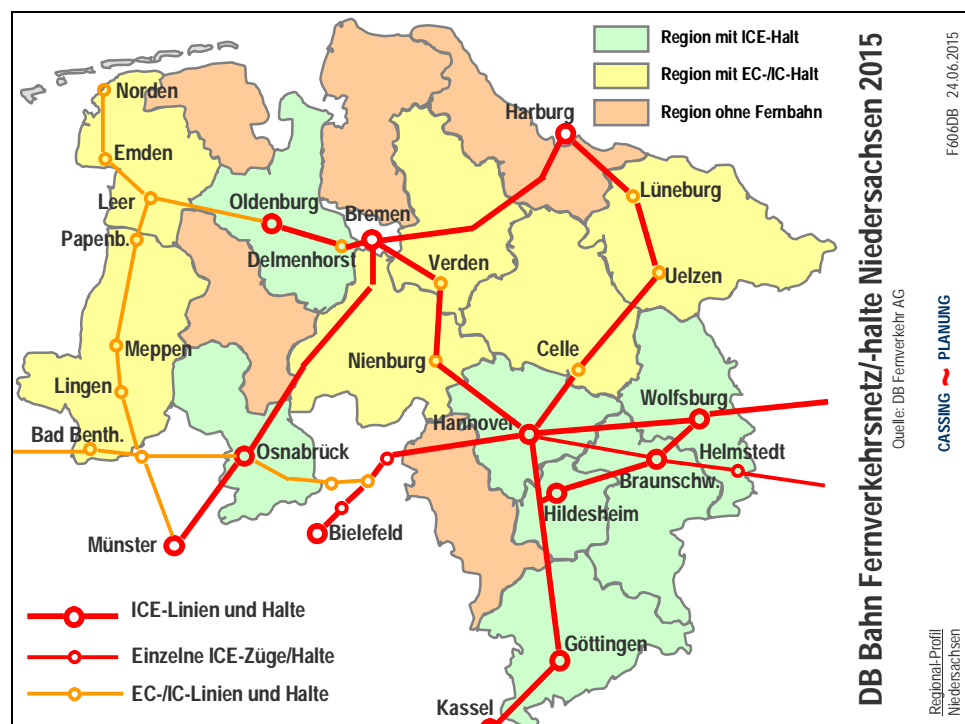 Region mit ICE-Halt
Region mit EC-/IC-Halt
Region ohne Fernbahn
Norden
Harburg
Emden
Leer
Oldenburg
Lüneburg
Bremen
Papenb.
Delmenhorst
Verden
Uelzen
Meppen
Nienburg
Celle
Lingen
Wolfsburg
Hannover
Bad Benth.
Osnabrück
Helmstedt
Braunschw.
Hildesheim
Bielefeld
Münster
Göttingen
Kassel
ICE-Linien und Halte
Einzelne ICE-Züge/Halte
EC-/IC-Linien und Halte
DB Bahn Fernverkehrsnetz/-halte Niedersachsen 2015
Quelle: DB Fernverkehr AG
CASSING ~ PLANUNG
F606DB 24.06.2015
Regional-Profil
Niedersachsen